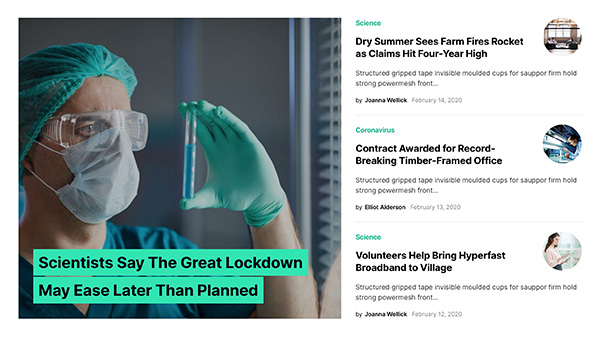 Scientists Say The Great Lockdown
May Ease Later Than Planned
Science
Dry Summer Sees Farm Fires Rocket
as Claims Hit Four-Year High
Structured gripped tape invisible moulded cups for sauppor firm hold
strong powermesh front...
by Joanna Wellick February 14, 2020
Coronavirus
Contract Awarded for Record-
Breaking Timber-Framed Office
Structured gripped tape invisible moulded cups for sauppor firm hold
strong powermesh front...
by Elliot Alderson February 13, 2020
Science
Volunteers Help Bring Hyperfast
Broadband to Village
Structured gripped tape invisible moulded cups for sauppor firm hold
strong powermesh front...
by Joanna Wellick February 12, 2020